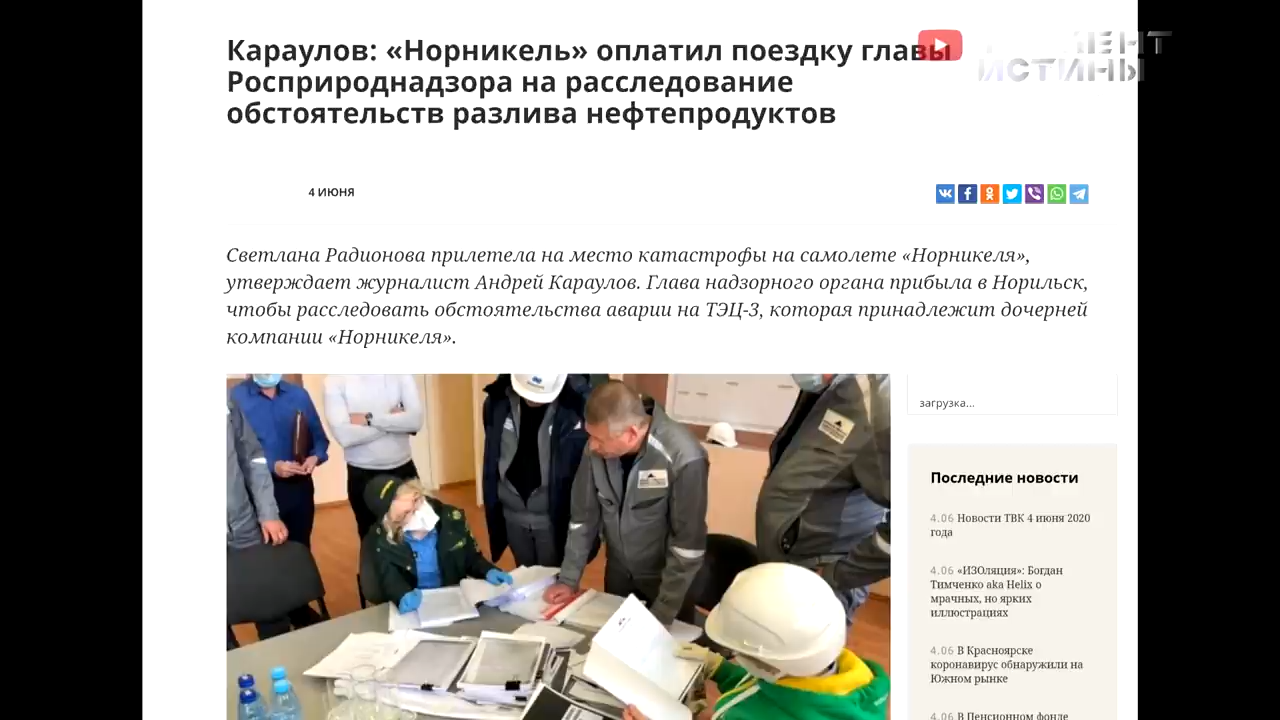 Караулов: «Норникель» оплатил поездку главы
Росприроднадзора на расследование
обстоятельств разлива нефтепродуктов
ИСТИНЫ
4 ИЮНЯ
Светлана Радионова прилетела на место катастрофы на самолете «Норникеля»,
утверждает журналист Андрей Караулов. Глава надзорного органа прибыла в Норильск,
чтобы расследовать обстоятельства аварии на ТЭЦ-3, которая принадлежит дочерней
компании «Норникеля».
загрузка...
Последние новости
4.06 Новости ТВК 4 июня 2020
года
4.06 «ИЗОляция»: Богдан
Тимченко aka Helix о
мрачных, но ярких
иллюстрациях
4.06 В Красноярске
коронавирус обнаружили на
Южном рынке
4.06 В Пенсионном фонде